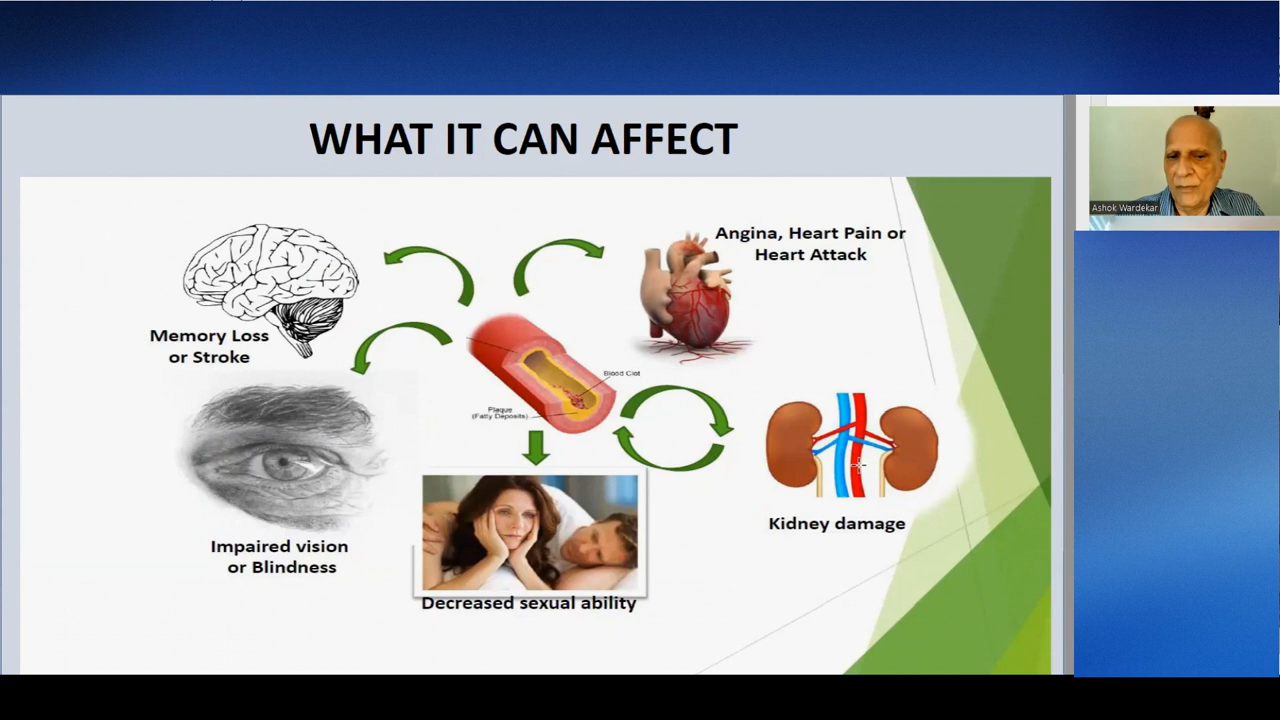 WHAT IT CAN AFFECT
Ashok Wardekar
Angina, Heart Pain or
Heart Attack
Memory Loss
or Stroke
Blood Clot
Plaque
(Fatty Deposits)
Kidney damage
Impaired vision
or Blindness
Decreased sexual ability